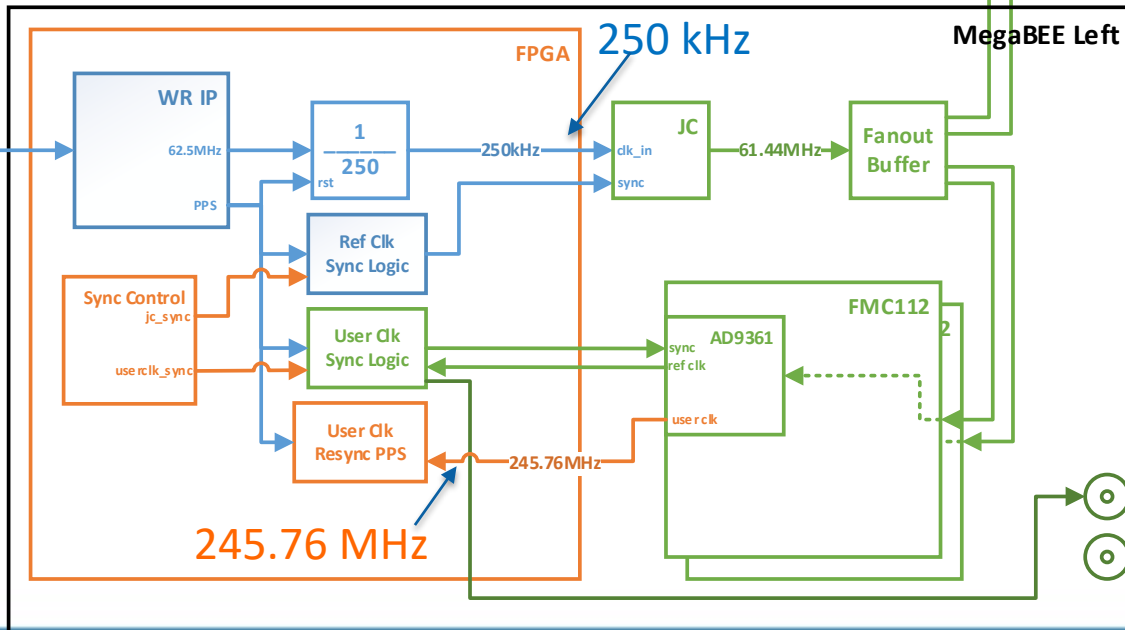 250 kHz
MegaBEE Left
FPGA
WR IP
62.5MHz
PPS
1
250
rst
250kHz
JC
clk_in
sync
61.44MHz
Fanout
Buffer
Ref Clk
Sync Logic
Sync Control
jc_sync
userclk_sync
User Clk
Sync Logic
User Clk
Resync PPS
FMC112
2
AD9361
sync
ref clk
user clk
245.76MHz
245.76 MHz